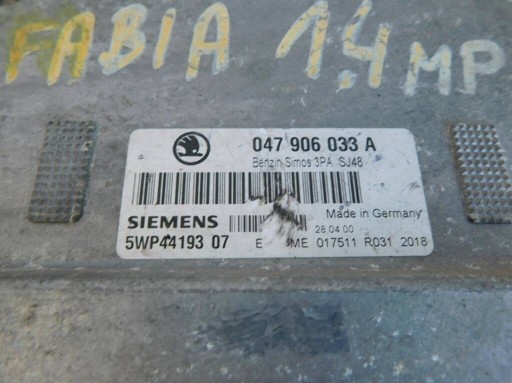 FABIA 1.4 MP
047 906 033 A
Benzin Simos 3PA SJ48
SIEMENS
Made in Germany
28.04.00
5WP44193 07
017511 R031 2018